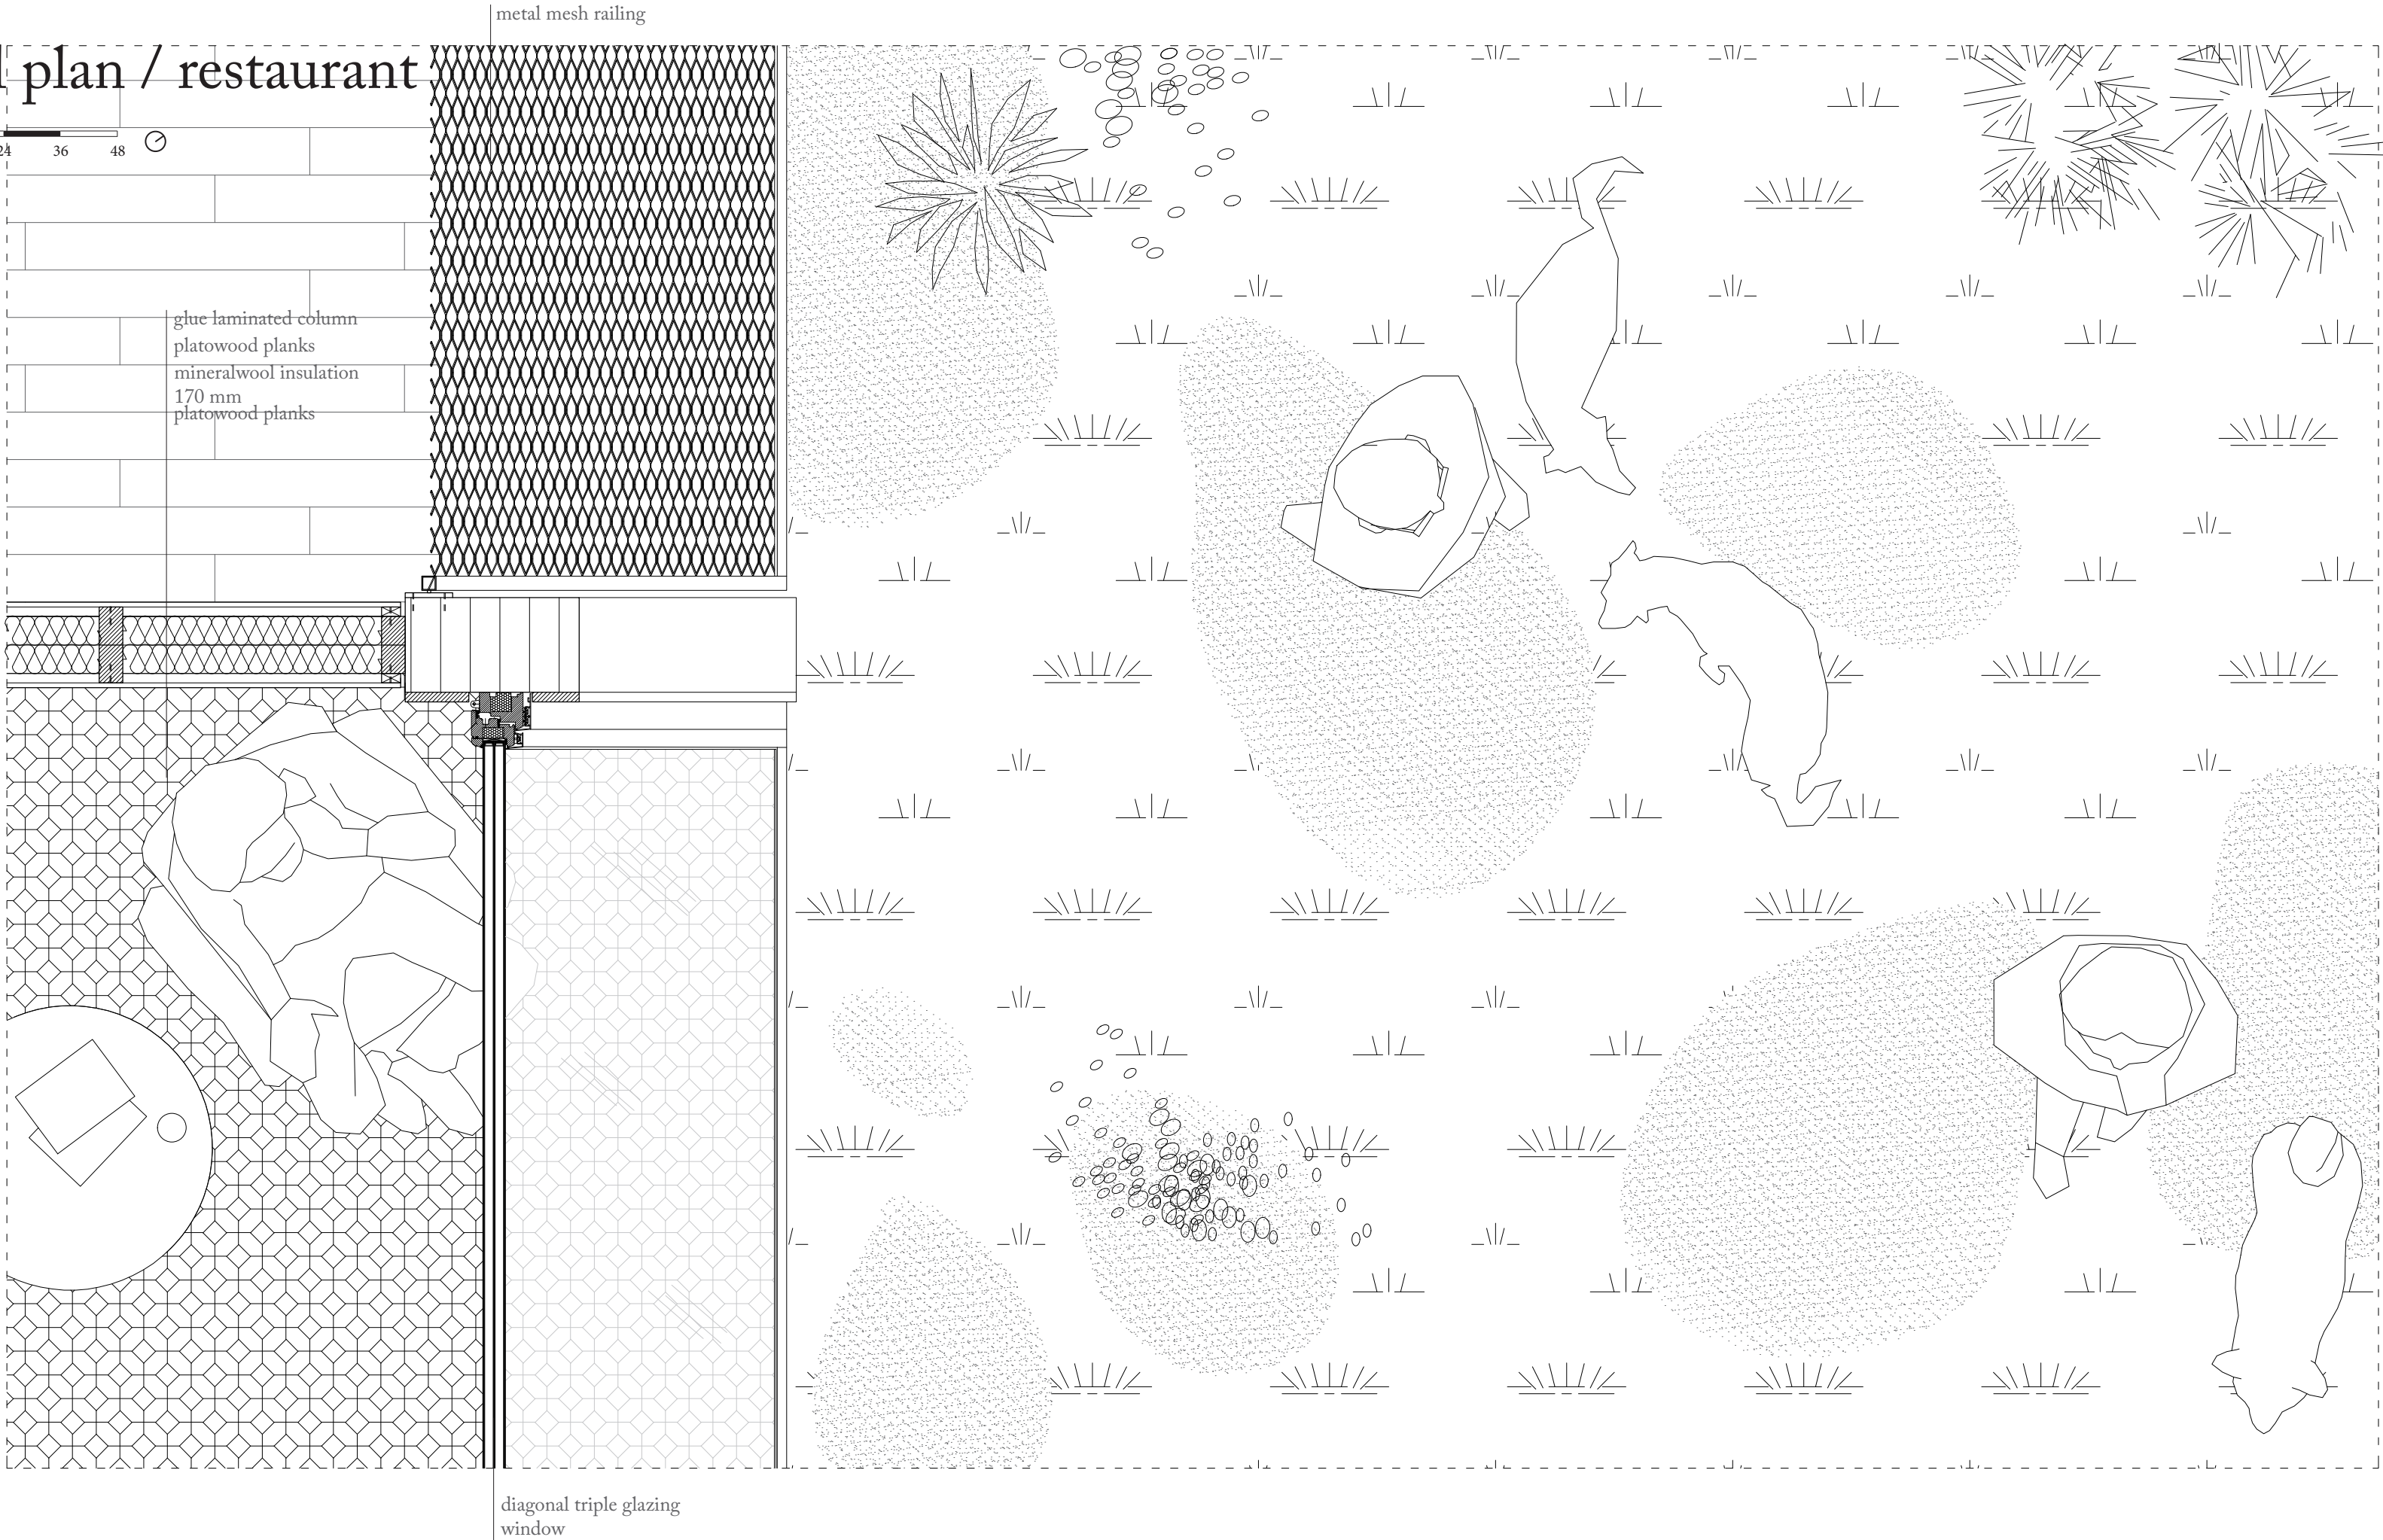 metal mesh railing
plan / restaurant
24 36 48
glue laminated column
platowood planks
mineralwool insulation
170 mm
platowood planks
diagonal triple glazing
window